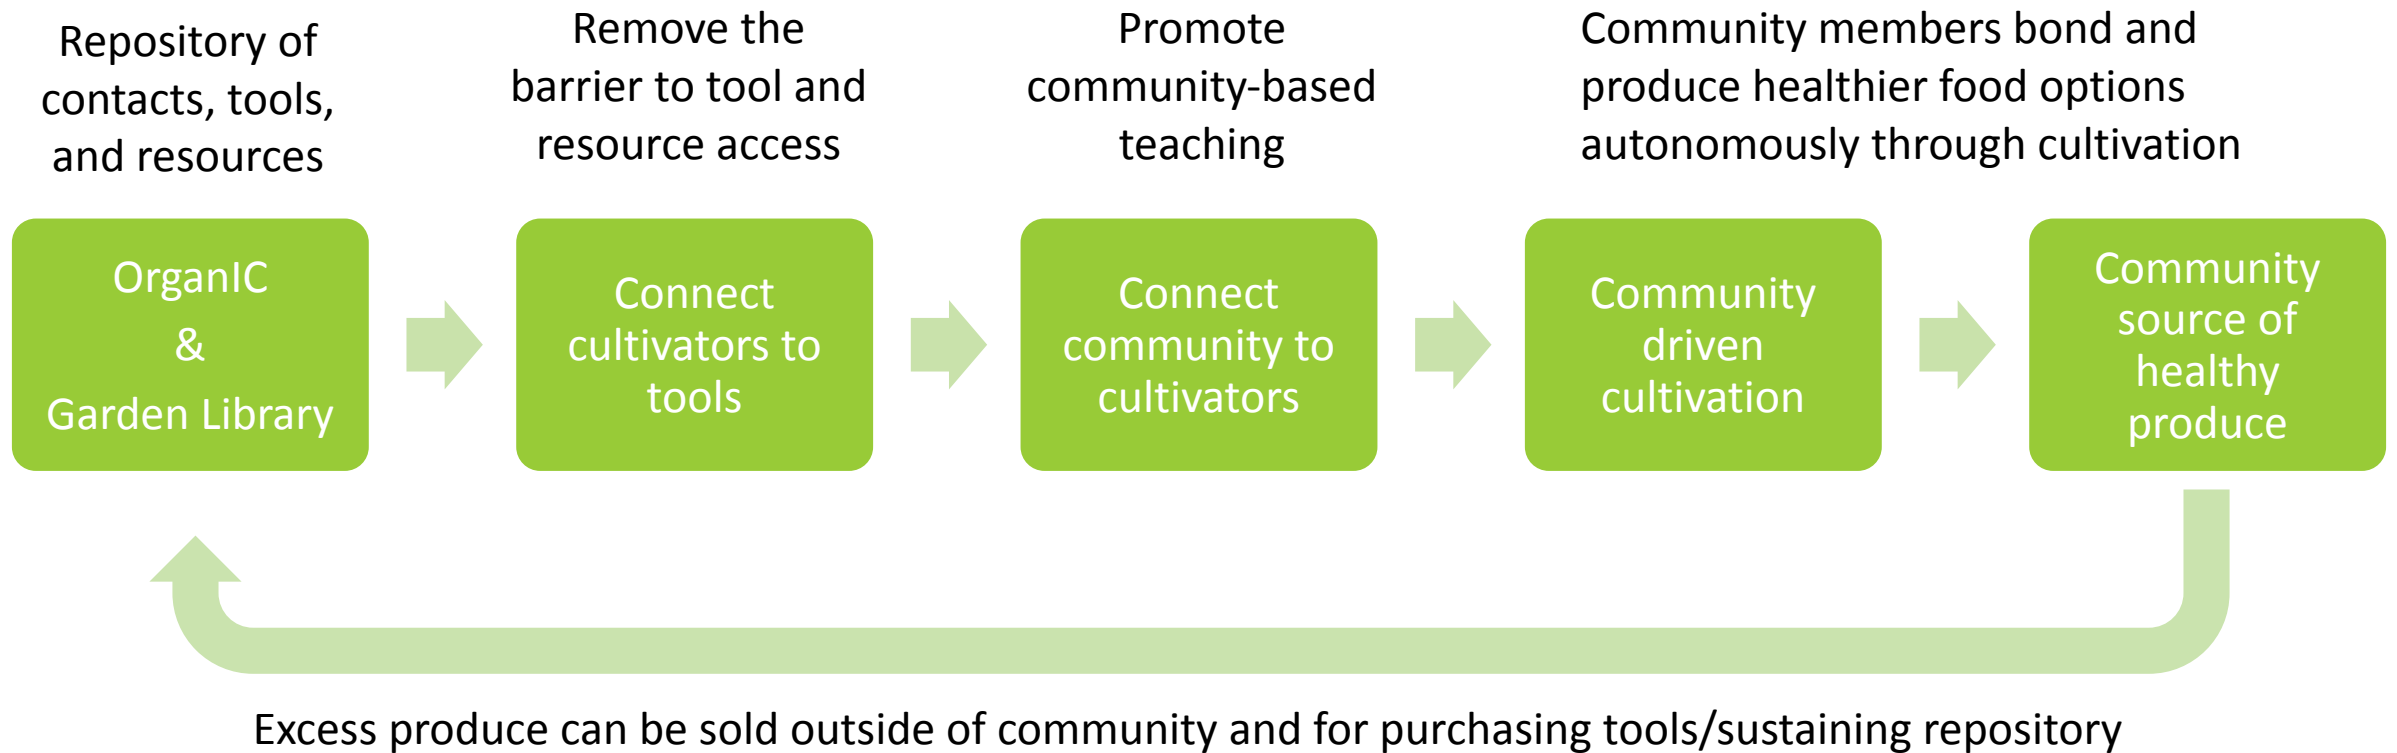 Repository of
contacts, tools,
and resources
Remove the
barrier to tool and
resource access
Promote
community-based
teaching
Community members bond and
produce healthier food options
autonomously through cultivation
OrganIC
&
Garden Library
Connect
cultivators to
tools
Connect
community to
cultivators
Community
driven
cultivation
Community
source of
healthy
produce
Excess produce can be sold outside of community and for purchasing tools/sustaining repository